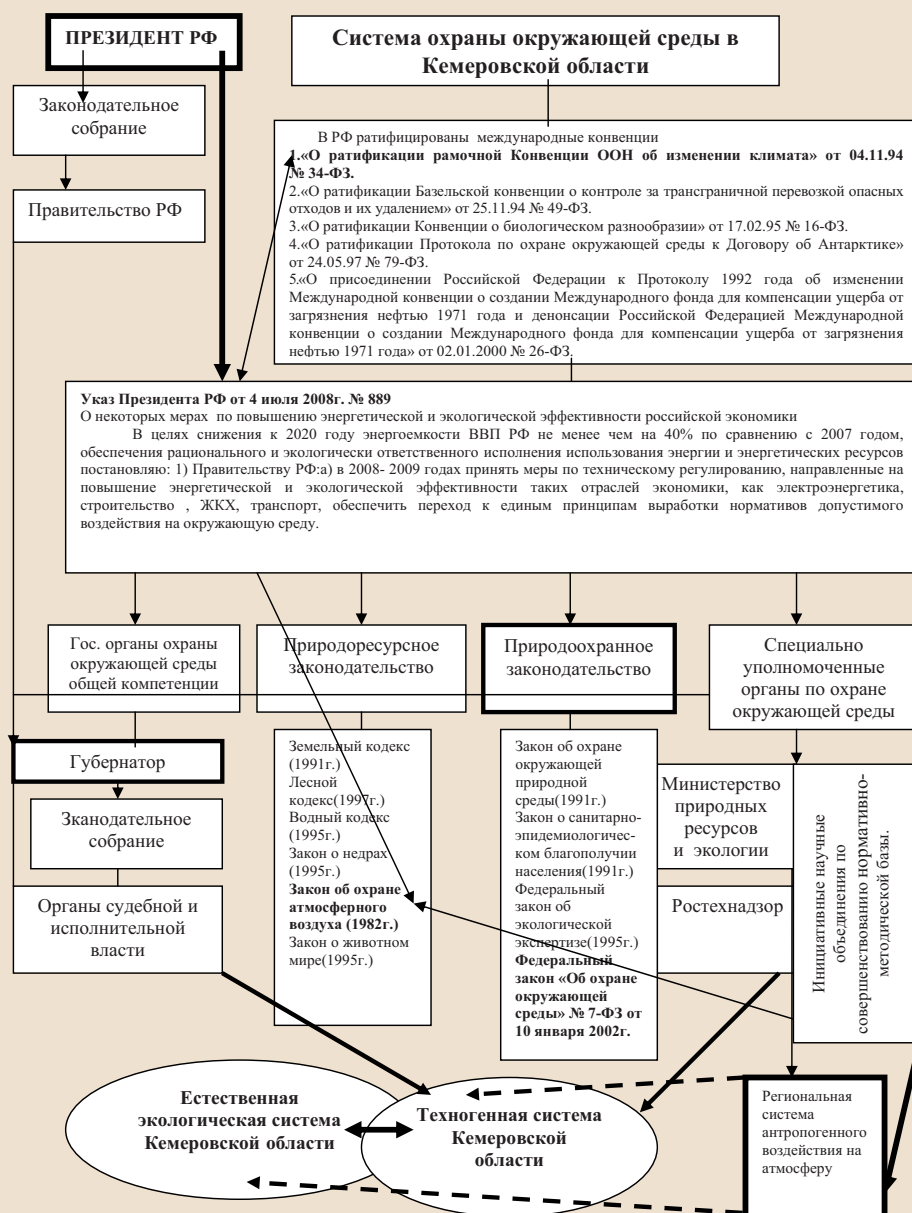 ПРЕЗИДЕНТ РФ
Система охраны окружающей среды в
Кемеровской области
Законодательное
собрание
Правительство РФ
В РФ ратифицированы международные конвенции
1.«О ратификации рамочной Конвенции ООН об изменении климата» от 04.11.94
№ 34-ФЗ.
2.«О ратификации Базельской конвенции о контроле за трансграничной перевозкой опасных
отходов и их удалением» от 25.11.94 № 49-ФЗ.
3.«О ратификации Конвенции о биологическом разнообразии» от 17.02.95 № 16-ФЗ.
4.«О ратификации Протокола по охране окружающей среды к Договору об Антарктике»
от 24.05.97 № 79-ФЗ.
5.«О присоединении Российской Федерации к Протоколу 1992 года об изменении
Международной конвенции о создании Международного фонда для компенсации ущерба от
загрязнения нефтью 1971 года и денонсации Российской Федерацией Международной
конвенции о создании Международного фонда для компенсации ущерба от загрязнения
нефтью 1971 года» от 02.01.2000 № 26-ФЗ.
Указ Президента РФ от 4 июля 2008г. № 889
О некоторых мерах по повышению энергетической и экологической эффективности российской экономики
В целях снижения к 2020 году энергоемкости ВВП РФ не менее чем на 40% по сравнению с 2007 годом,
обеспечения рационального и экологически ответственного исполнения использования энергии и энергетических ресурсов
постановляю: 1) Правительству РФ:а) в 2008- 2009 годах принять меры по техническому регулированию, направленные на
повышение энергетической и экологической эффективности таких отраслей экономики, как электроэнергетика,
строительство , ЖКХ, транспорт, обеспечить переход к единым принципам выработки нормативов допустимого
воздействия на окружающую среду.
Гос. органы охраны
окружающей среды
общей компетенции
Природоресурсное
законодательство
Природоохранное
законодательство
Специально
уполномоченные
органы по охране
окружающей среды
Губернатор
Зканодательное
собрание
Органы судебной и
исполнительной
власти
Земельный кодекс
(1991г.)
Лесной
кодекс(1997г.)
Водный кодекс
(1995г.)
Закон о недрах
(1995г.)
Закон об охране
атмосферного
воздуха (1982г.)
Закон о животном
мире(1995г.)
Закон об охране
окружающей
природной
среды(1991г.)
Закон о санитарно-
эпидемиологичес-
ком благополучии
населения(1991г.)
Федеральный
закон об
экологической
экспертизе(1995г.)
Федеральный
закон «Об охране
окружающей
среды» № 7-ФЗ от
10 января 2002г.
Министерство
природных
ресурсов
и экологии
Ростехнадзор
Инициативные научные
объединения по
совершенствованию нормативно-
методической базы.
Естественная
экологическая система
Кемеровской области
Техногенная система
Кемеровской
области
Региональная
система
антропогенного
воздействия на
атмосферу